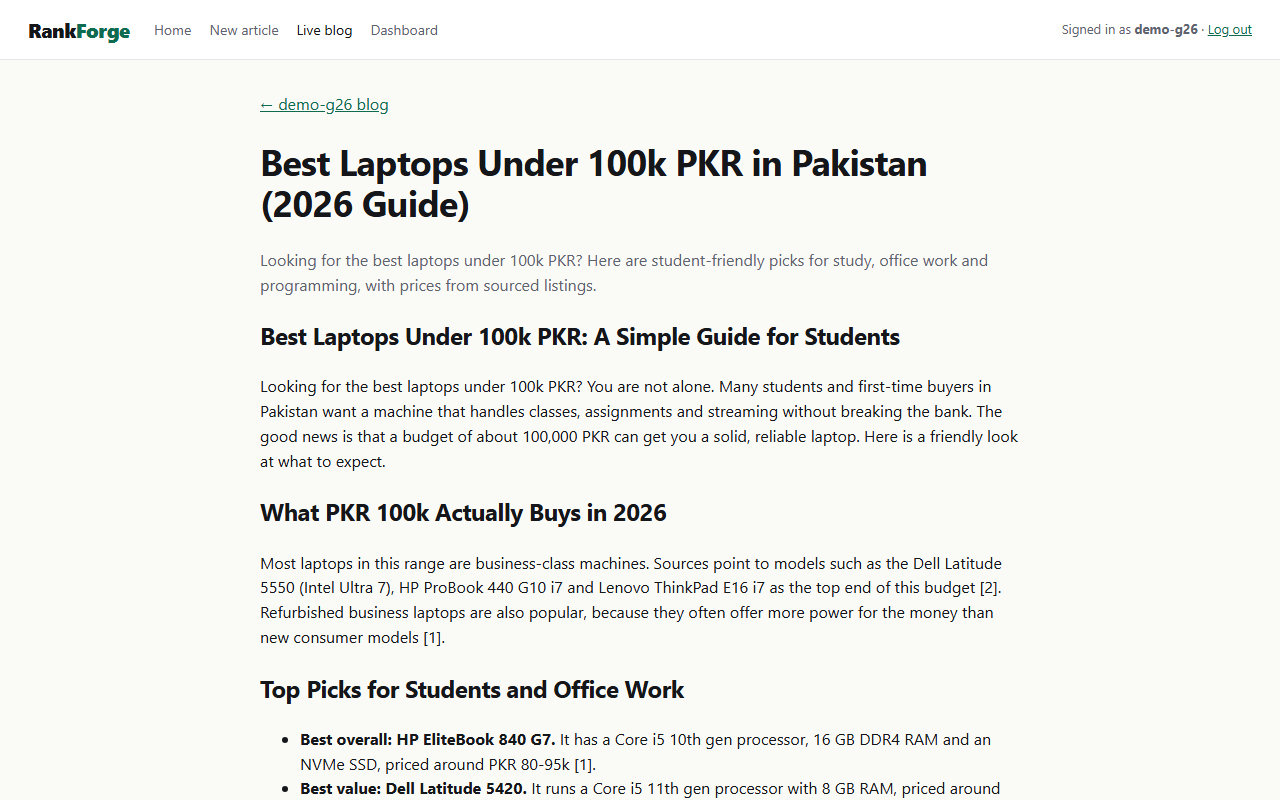 RankForge Home New article Live blog Dashboard Signed in as demo-g26 · Log out
← demo-g26 blog
Best Laptops Under 100k PKR in Pakistan
(2026 Guide)
Looking for the best laptops under 100k PKR? Here are student-friendly picks for study, office work and
programming, with prices from sourced listings.
Best Laptops Under 100k PKR: A Simple Guide for Students
Looking for the best laptops under 100k PKR? You are not alone. Many students and first-time buyers in
Pakistan want a machine that handles classes, assignments and streaming without breaking the bank. The
good news is that a budget of about 100,000 PKR can get you a solid, reliable laptop. Here is a friendly look
at what to expect.
What PKR 100k Actually Buys in 2026
Most laptops in this range are business-class machines. Sources point to models such as the Dell Latitude
5550 (Intel Ultra 7), HP ProBook 440 G10 i7 and Lenovo ThinkPad E16 i7 as the top end of this budget [2].
Refurbished business laptops are also popular, because they often offer more power for the money than
new consumer models [1].
Top Picks for Students and Office Work
• Best overall: HP EliteBook 840 G7. It has a Core i5 10th gen processor, 16 GB DDR4 RAM and an
NVMe SSD, priced around PKR 80-95k [1].
• Best value: Dell Latitude 5420. It runs a Core i5 11th gen processor with 8 GB RAM, priced around